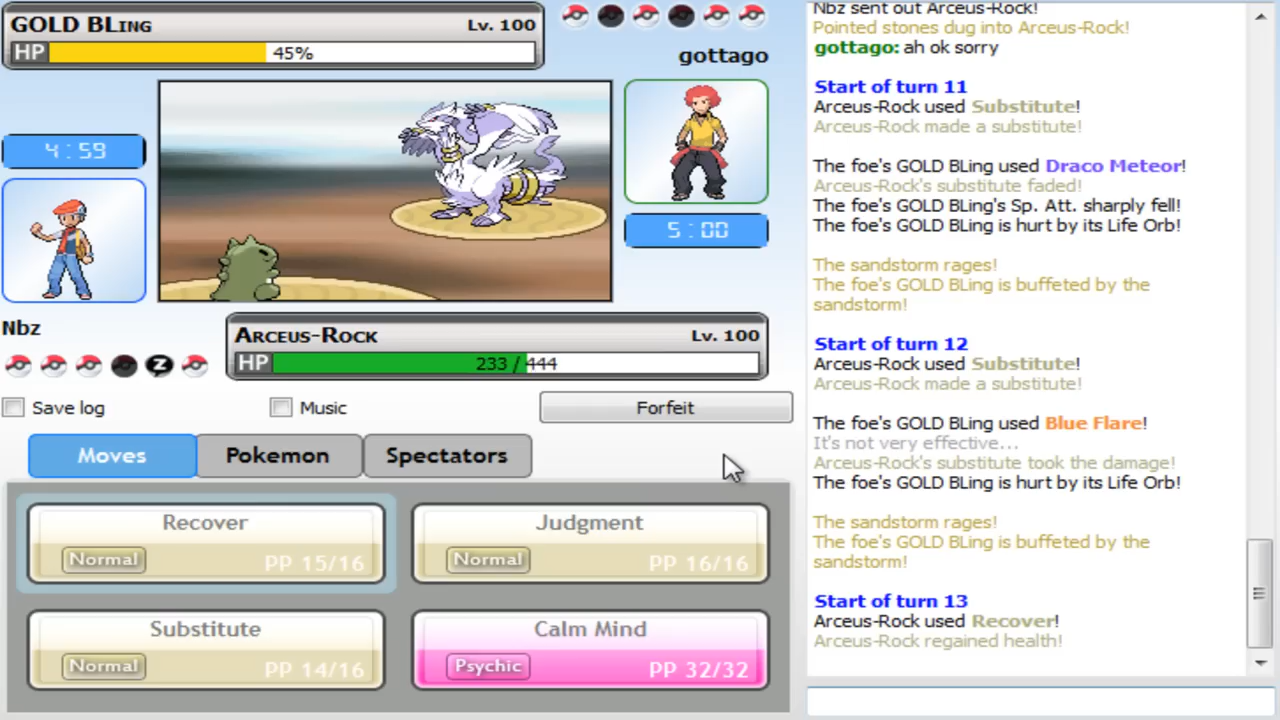 GOLD BLing Lv. 100
HP 45%
gottago
4:59
5:00
Nbz
Arceus-Rock Lv. 100
HP 233 / 444
Z
Save log
Music
Forfeit
Moves
Pokemon
Spectators
Recover
Normal PP 15/16
Judgment
Normal PP 16/16
Substitute
Normal PP 14/16
Calm Mind
Psychic PP 32/32
Nbz sent out Arceus-Rock!
Pointed stones dug into Arceus-Rock!
gottago: ah ok sorry
Start of turn 11
Arceus-Rock used Substitute!
Arceus-Rock made a substitute!
The foe's GOLD BLing used Draco Meteor!
Arceus-Rock's substitute faded!
The foe's GOLD BLing's Sp. Att. sharply fell!
The foe's GOLD BLing is hurt by its Life Orb!
The sandstorm rages!
The foe's GOLD BLing is buffeted by the
sandstorm!
Start of turn 12
Arceus-Rock used Substitute!
Arceus-Rock made a substitute!
The foe's GOLD BLing used Blue Flare!
It's not very effective...
Arceus-Rock's substitute took the damage!
The foe's GOLD BLing is hurt by its Life Orb!
The sandstorm rages!
The foe's GOLD BLing is buffeted by the
sandstorm!
Start of turn 13
Arceus-Rock used Recover!
Arceus-Rock regained health!